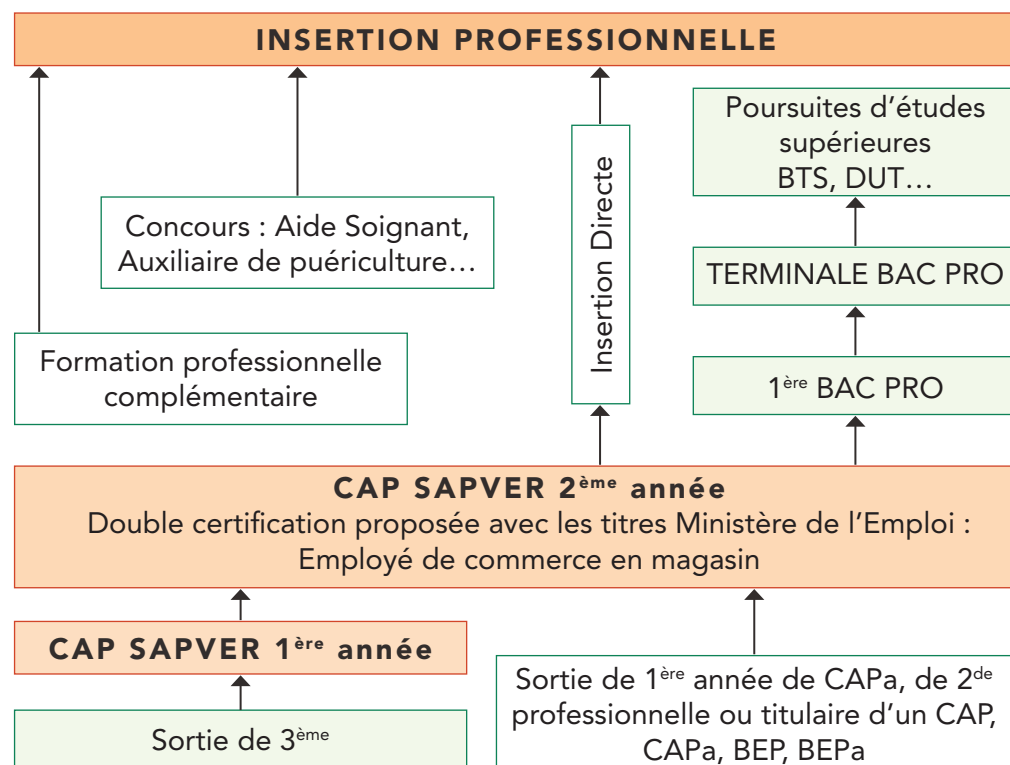 INSERTION PROFESSIONNELLE
Poursuites d'études
supérieures
BTS, DUT…
Insertion Directe
Concours : Aide Soignant,
Auxiliaire de puériculture…
TERMINALE BAC PRO
Formation professionnelle
complémentaire
1ère BAC PRO
CAP SAPVER 2ème année
Double certification proposée avec les titres Ministère de l'Emploi :
Employé de commerce en magasin
CAP SAPVER 1ère année
Sortie de 1ère année de CAPa, de 2de
professionnelle ou titulaire d'un CAP,
CAPa, BEP, BEPa
Sortie de 3ème